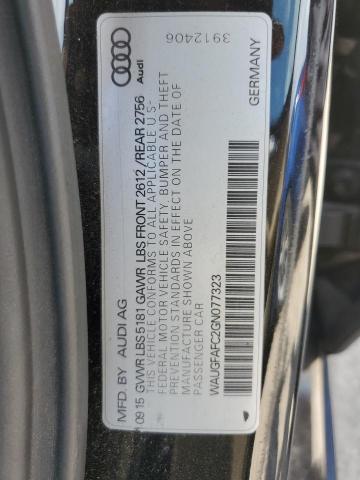 MFD BY AUDI AG
09.15 GVWR LBS 5181 GAWR LBS FRONT 2612 / REAR 2756
THIS VEHICLE CONFORMS TO ALL APPLICABLE U.S.-
FEDERAL MOTOR VEHICLE SAFETY, BUMPER AND THEFT
PREVENTION STANDARDS IN EFFECT ON THE DATE OF
MANUFACTURE SHOWN ABOVE
PASSENGER CAR
WAUGFAFC2GN077323
Audi
3912406
GERMANY